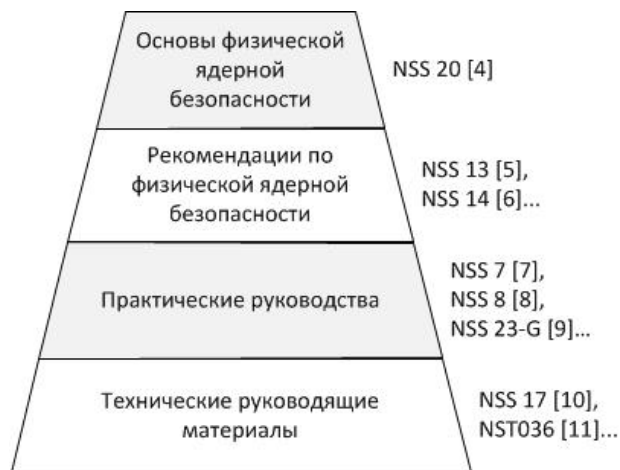 Основы физической
ядерной
безопасности
NSS 20 [4]
Рекомендации по
физической ядерной
безопасности
NSS 13 [5],
NSS 14 [6]...
Практические руководства
NSS 7 [7],
NSS 8 [8],
NSS 23-G [9]...
Технические руководящие
материалы
NSS 17 [10],
NST036 [11]...